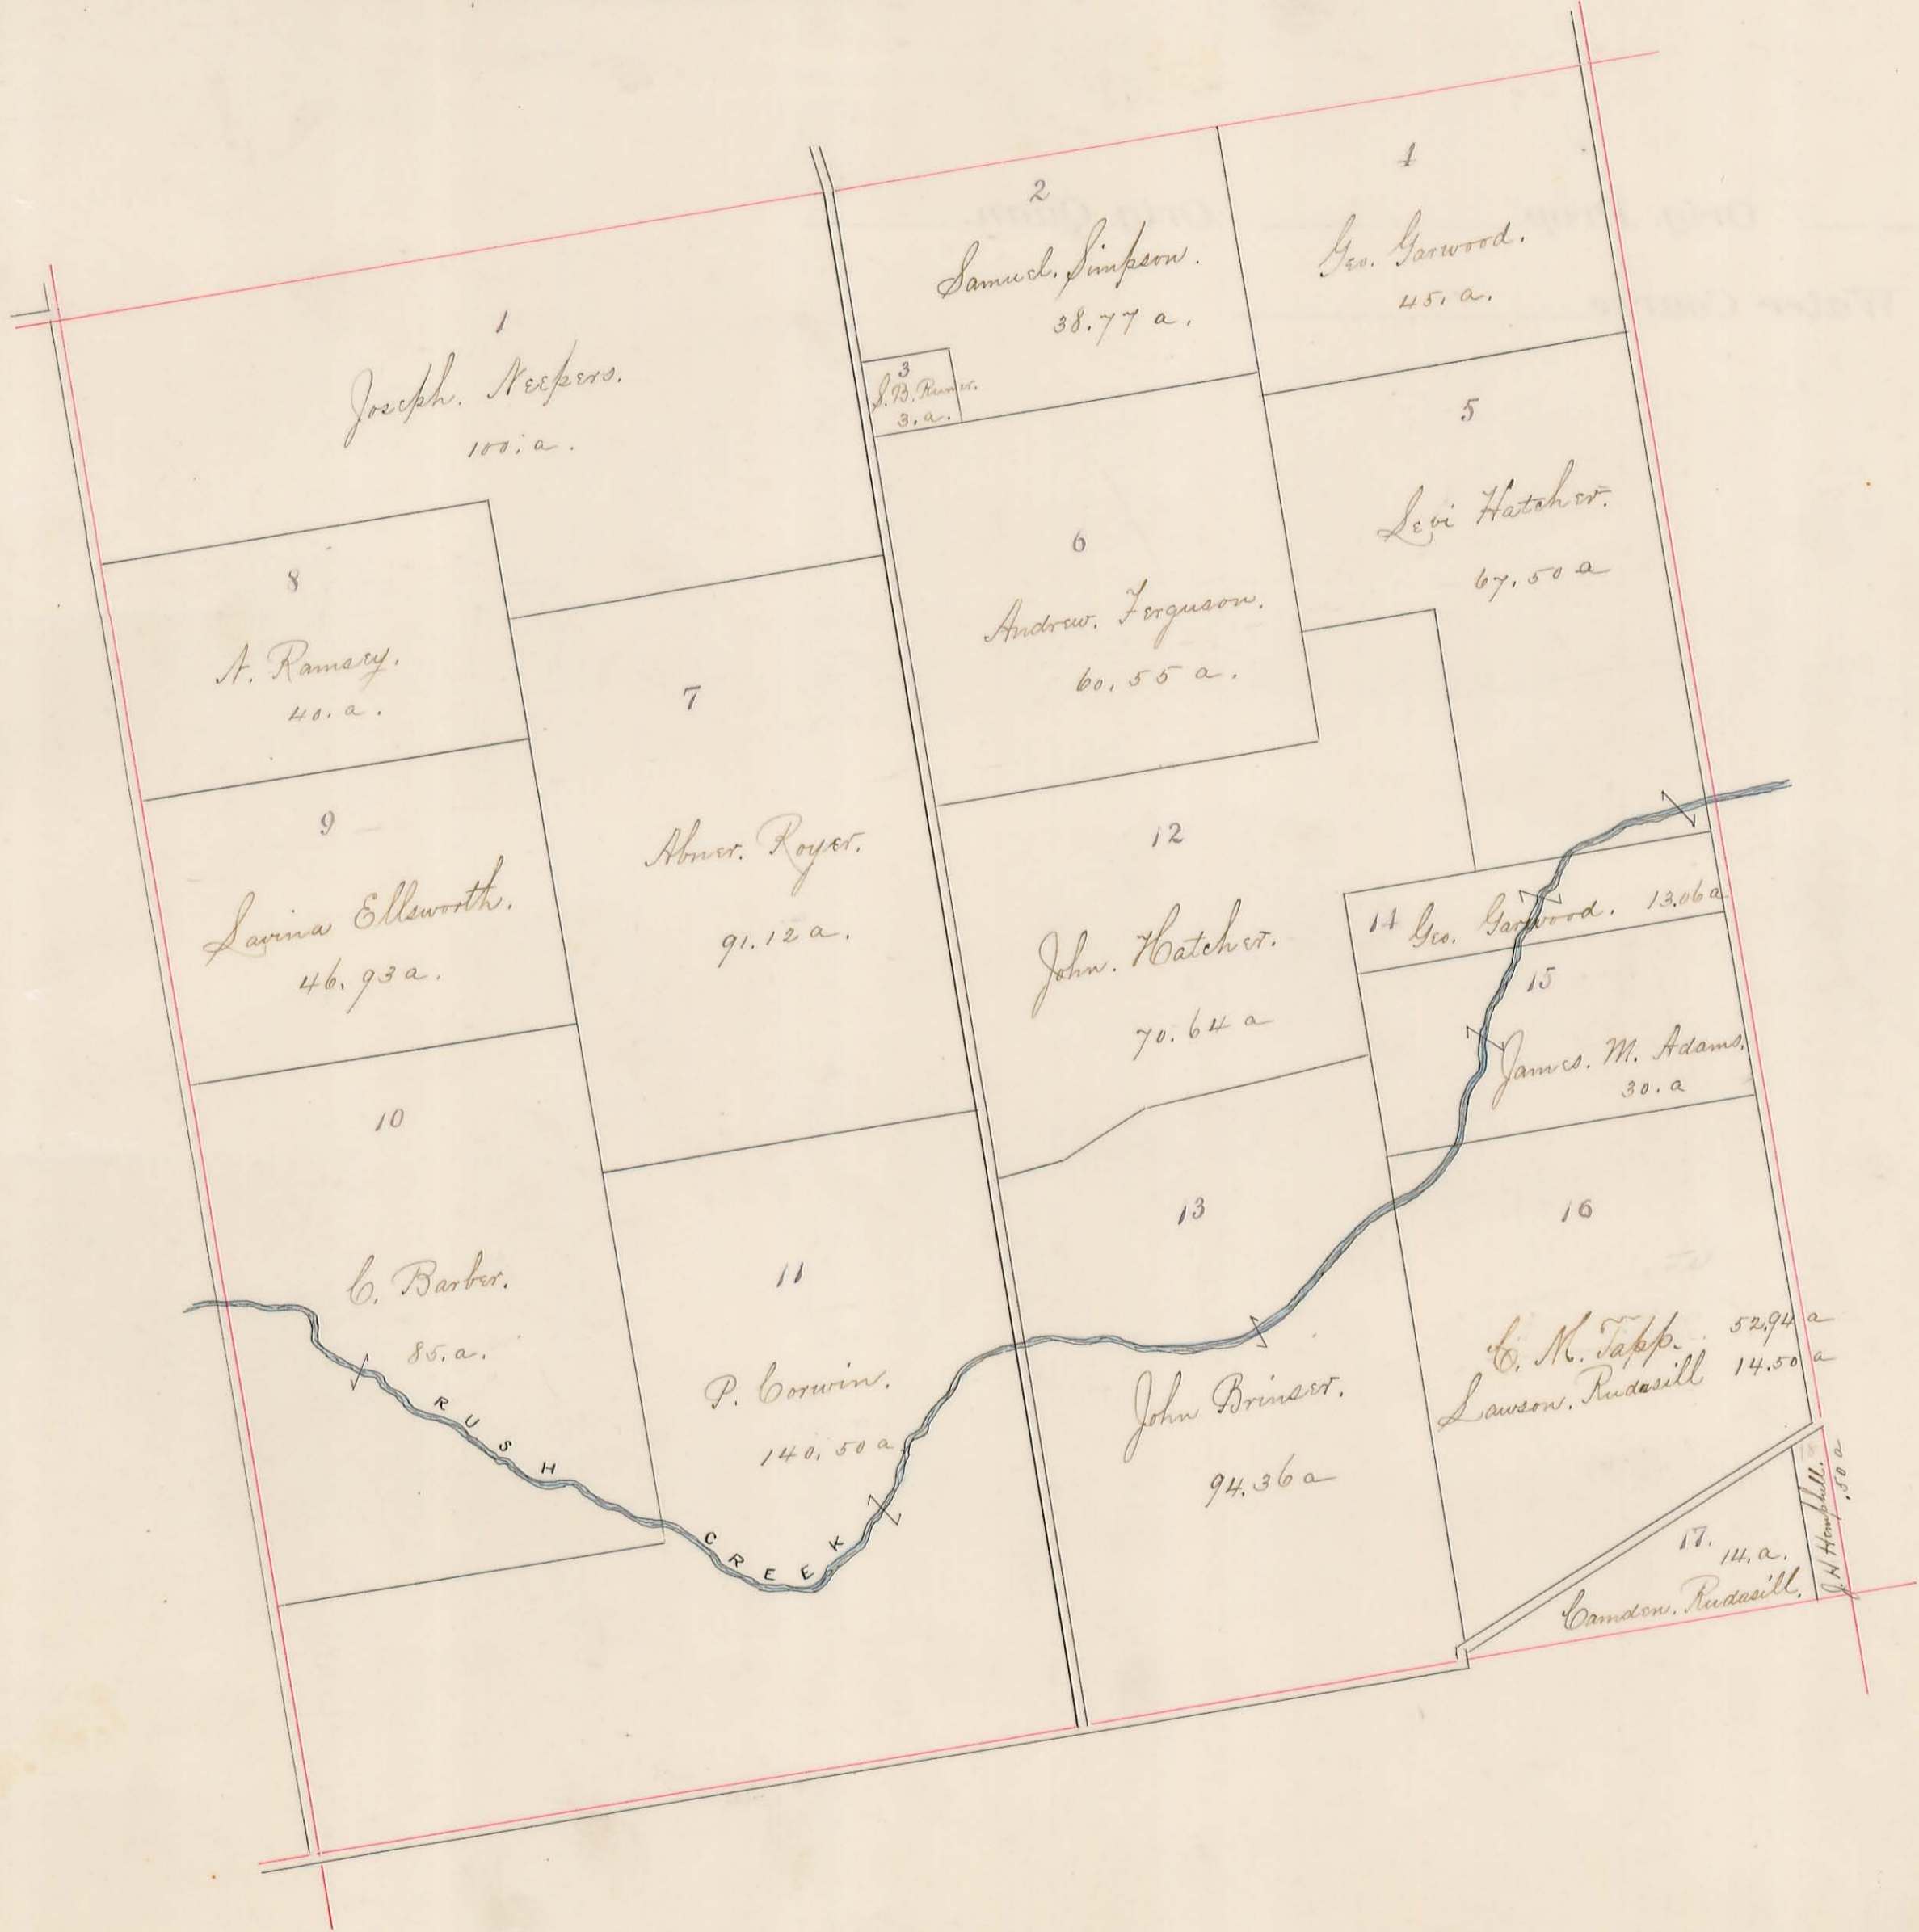 1
Joseph. Neepers.
100. a.
2
Samuel. Simpson.
38.77 a.
3
S. B. Runer.
3. a.
4
Geo. Garwood.
45. a.
5
Levi Hatcher.
67.50 a
6
Andrew. Ferguson.
60.55 a.
7
Abner. Royer.
91.12 a.
8
N. Ramsey.
40. a.
9
Lavina Ellsworth.
46.93 a.
10
C. Barber.
85. a.
11
P. Corwin.
140.50 a
12
John. Hatcher.
70.64 a
13
John Brinser.
94.36 a
14 Geo. Garwood. 13.06 a
15
James. M. Adams.
30. a
16
C. M. Tapp. 52.94 a
Lawson. Rudasill 14.50 a
17.
14. a.
Camden. Rudasill.
18
J. H Hemphill.
.50 a
RUSH CREEK